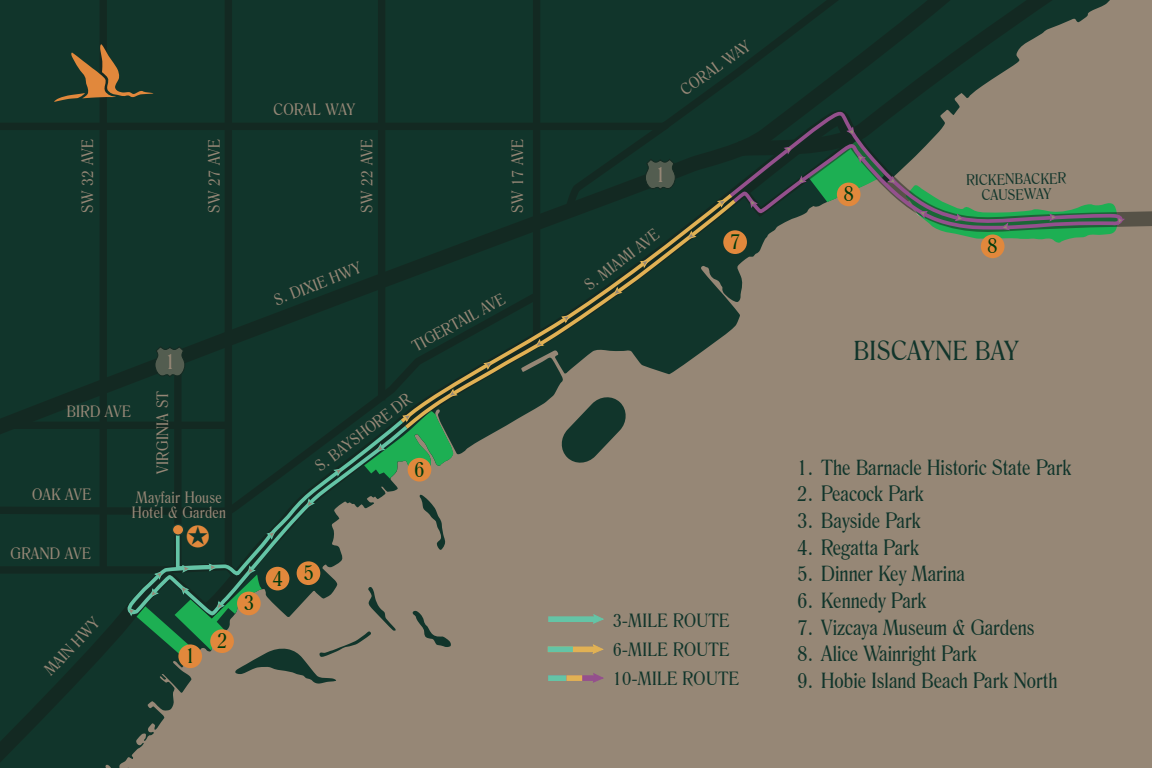 CORAL WAY
CORAL WAY
SW 32 AVE
SW 27 AVE
SW 22 AVE
SW 17 AVE
1
RICKENBACKER
CAUSEWAY
8
8
7
S. MIAMI AVE
S. DIXIE HWY
TIGERTAIL AVE
BISCAYNE BAY
1
BIRD AVE
VIRGINIA ST
S. BAYSHORE DR
6
OAK AVE
Mayfair House
Hotel & Garden
GRAND AVE
4
5
3
2
1
MAIN HWY
3-MILE ROUTE
6-MILE ROUTE
10-MILE ROUTE
1. The Barnacle Historic State Park
2. Peacock Park
3. Bayside Park
4. Regatta Park
5. Dinner Key Marina
6. Kennedy Park
7. Vizcaya Museum & Gardens
8. Alice Wainright Park
9. Hobie Island Beach Park North